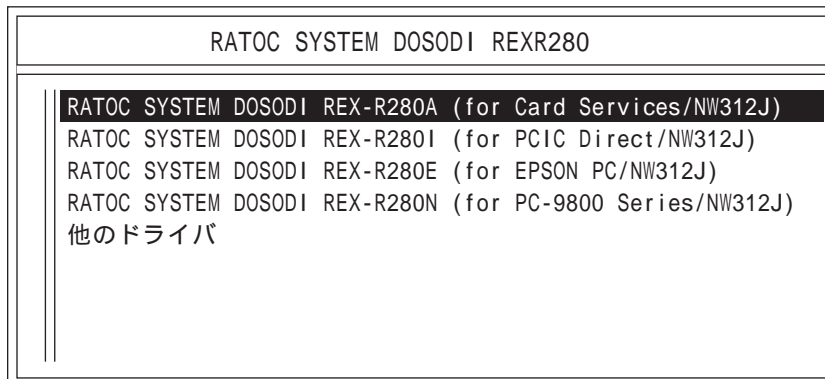 RATOC SYSTEM DOSODI REXR280
RATOC SYSTEM DOSODI REX-R280A (for Card Services/NW312J)
RATOC SYSTEM DOSODI REX-R280I (for PCIC Direct/NW312J)
RATOC SYSTEM DOSODI REX-R280E (for EPSON PC/NW312J)
RATOC SYSTEM DOSODI REX-R280N (for PC-9800 Series/NW312J)
他のドライバ